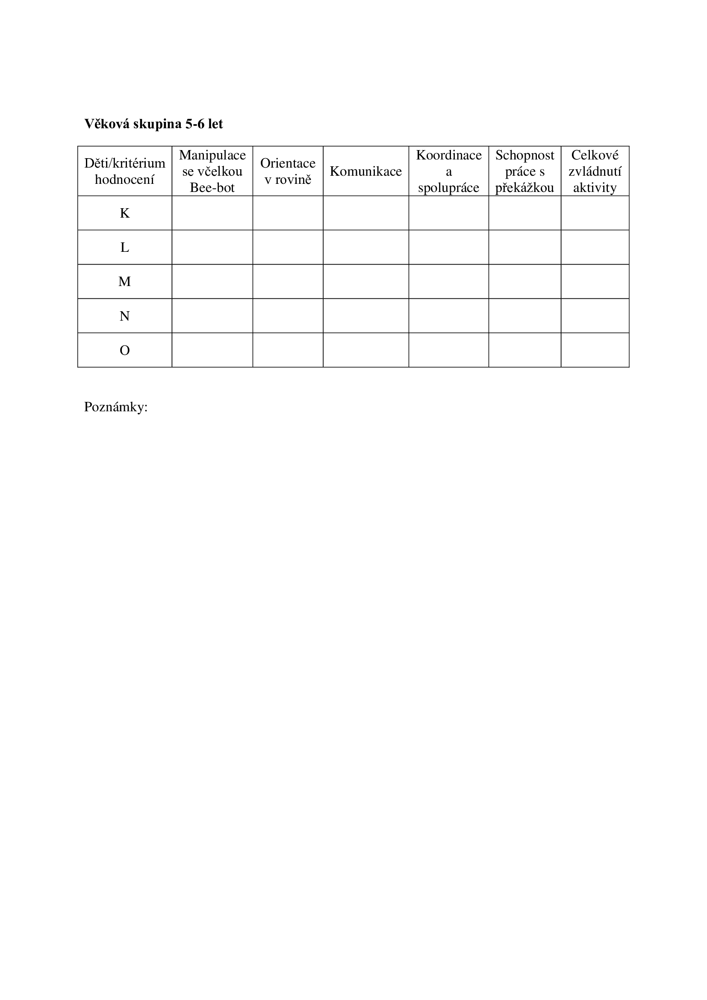 Věková skupina 5-6 let
Děti/kritérium
hodnocení
Manipulace
se včelkou
Bee-bot
Orientace
v rovině
Komunikace
Koordinace
a
spolupráce
Schopnost
práce s
překážkou
Celkové
zvládnutí
aktivity
K
L
M
N
O
Poznámky: